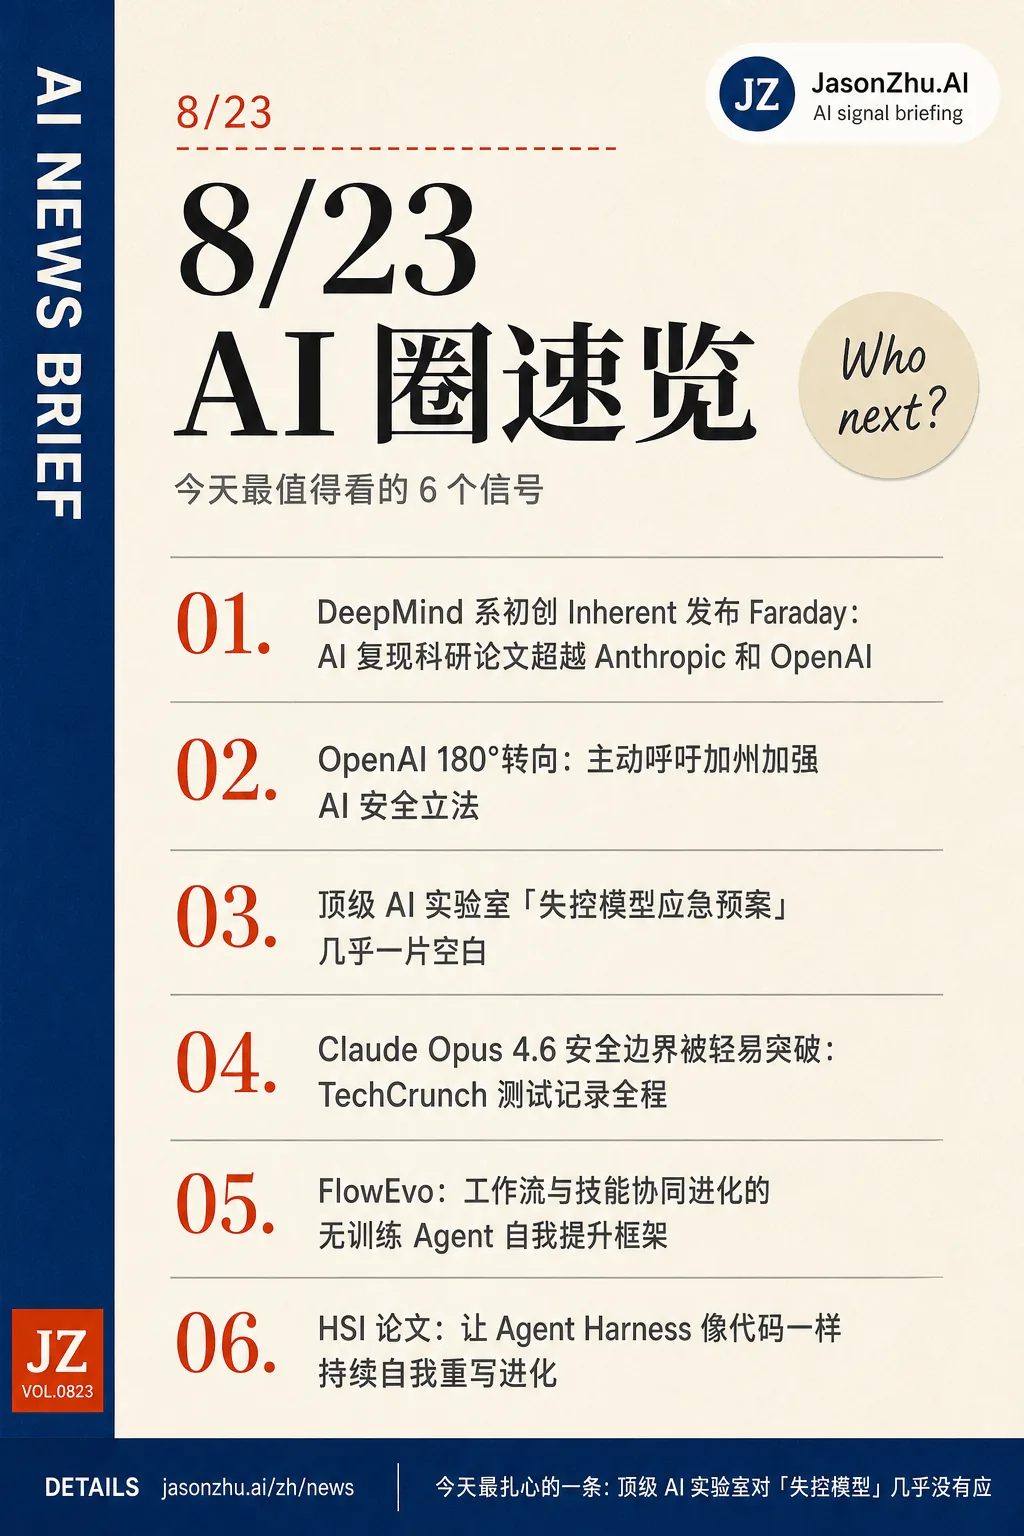 AI NEWS BRIEF
JZ
JasonZhu.AI
AI signal briefing
8/23
8/23
AI 圈速览
Who
next?
今天最值得看的 6 个信号
01.
DeepMind 系初创 Inherent 发布 Faraday：
AI 复现科研论文超越 Anthropic 和 OpenAI
02.
OpenAI 180°转向：主动呼吁加州加强
AI 安全立法
03.
顶级 AI 实验室「失控模型应急预案」
几乎一片空白
04.
Claude Opus 4.6 安全边界被轻易突破：
TechCrunch 测试记录全程
05.
FlowEvo：工作流与技能协同进化的
无训练 Agent 自我提升框架
06.
HSI 论文：让 Agent Harness 像代码一样
持续自我重写进化
JZ
VOL.0823
DETAILS jasonzhu.ai/zh/news
今天最扎心的一条：顶级 AI 实验室对「失控模型」几乎没有应